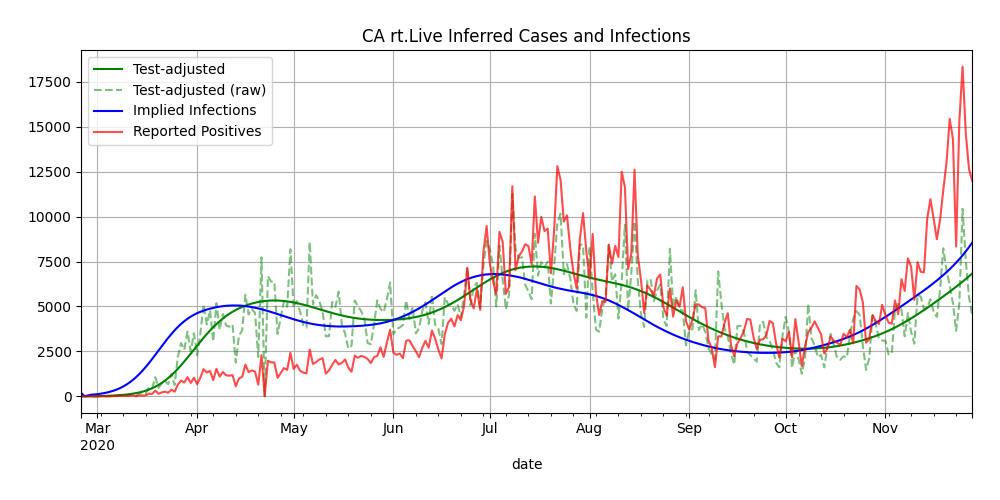 CA rt.Live Inferred Cases and Infections
Test-adjusted
Test-adjusted (raw)
Implied Infections
Reported Positives
17500
15000
12500
10000
7500
5000
2500
0
Mar Apr May Jun Jul Aug Sep Oct Nov
2020
date